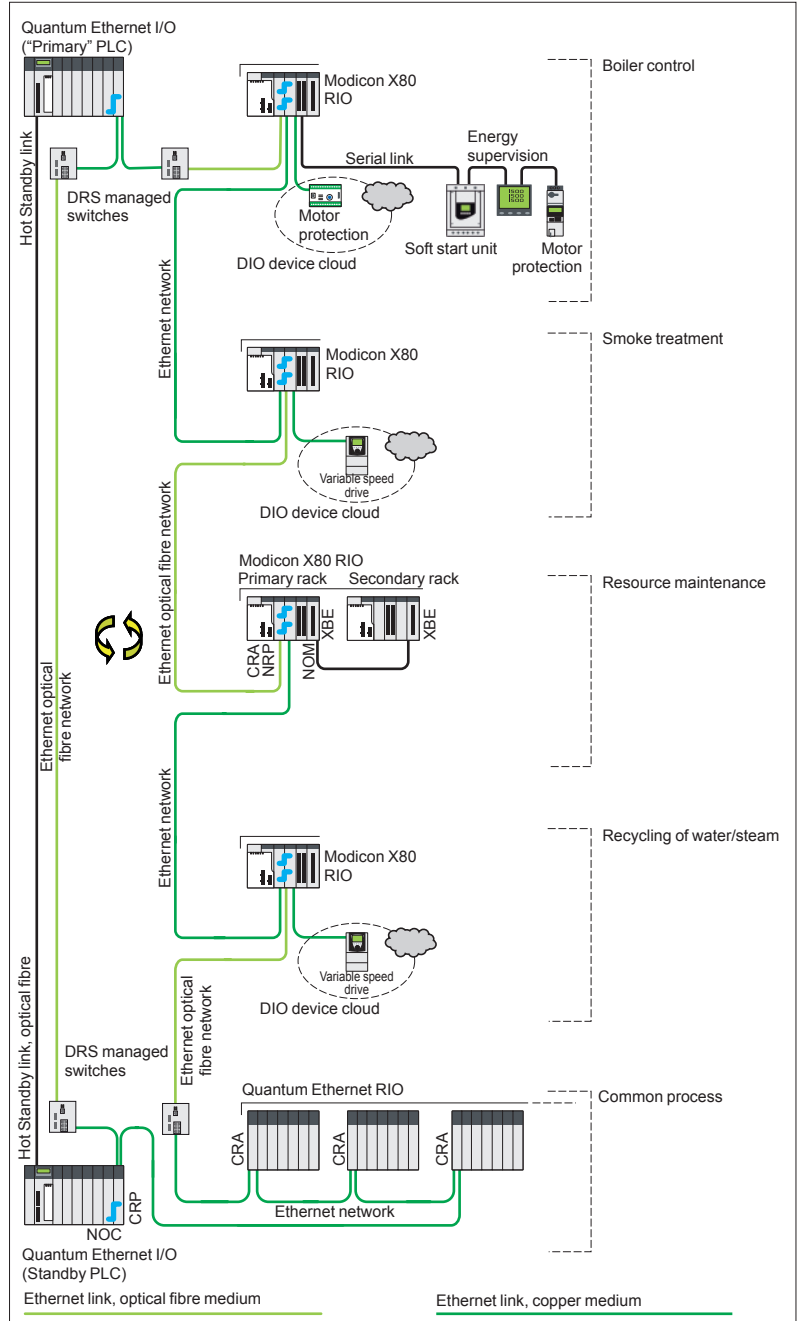 Quantum Ethernet I/O
("Primary" PLC)
Modicon X80
RIO
Boiler control
Hot Standby link
DRS managed
switches
Serial link
Energy
supervision
1500
1500
1500
Motor
protection
Soft start unit
Motor
protection
DIO device cloud
Ethernet network
Smoke treatment
Modicon X80
RIO
Variable speed
drive
DIO device cloud
Ethernet optical fibre network
Modicon X80 RIO
Primary rack
Secondary rack
Resource maintenance
CRA
NRP
NOM
XBE
XBE
Ethernet optical
fibre network
Ethernet network
Recycling of water/steam
Modicon X80
RIO
Variable speed
drive
DIO device cloud
Hot Standby link, optical fibre
DRS managed
switches
Ethernet optical
fibre network
Quantum Ethernet RIO
Common process
CRA
CRA
CRA
Ethernet network
NOC
CRP
Quantum Ethernet I/O
(Standby PLC)
Ethernet link, optical fibre medium
Ethernet link, copper medium